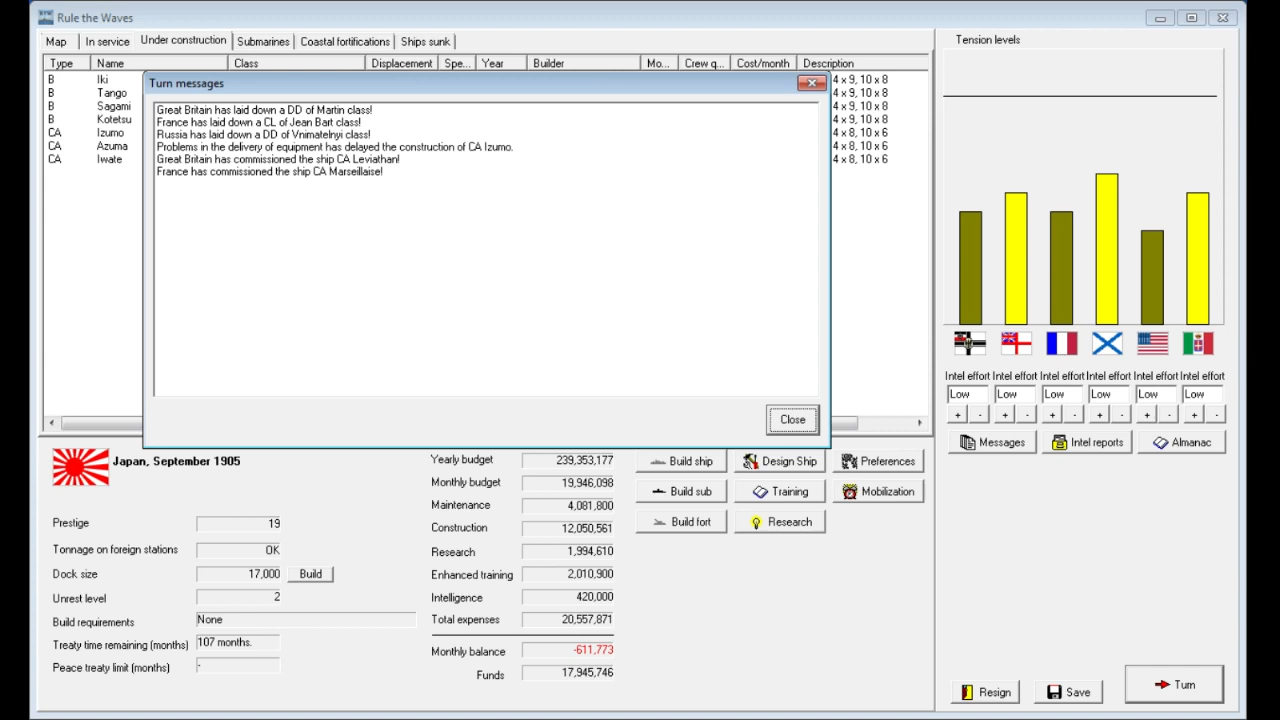 Rule the Waves
Map In service Under construction Submarines Coastal fortifications Ships sunk
Type Name Class Displacement Spe... Year Builder Mo... Crew q... Cost/month Description
B Iki 4 x 9, 10 x 8
B Tango 4 x 9, 10 x 8
B Sagami 4 x 9, 10 x 8
B Kotetsu 4 x 9, 10 x 8
CA Izumo 4 x 8, 10 x 6
CA Azuma 4 x 8, 10 x 6
CA Iwate 4 x 8, 10 x 6
Turn messages
Great Britain has laid down a DD of Martin class!
France has laid down a CL of Jean Bart class!
Russia has laid down a DD of Vnimatelnyi class!
Problems in the delivery of equipment has delayed the construction of CA Izumo.
Great Britain has commissioned the ship CA Leviathan!
France has commissioned the ship CA Marseillaise!
Close
Tension levels
Intel effort Intel effort Intel effort Intel effort Intel effort Intel effort
Low Low Low Low Low Low
+ - + - + - + - + - + -
Messages Intel reports Almanac
Japan, September 1905
Prestige 19
Tonnage on foreign stations OK
Dock size 17,000 Build
Unrest level 2
Build requirements None
Treaty time remaining (months) 107 months.
Peace treaty limit (months) -
Yearly budget 239,353,177
Monthly budget 19,946,098
Maintenance 4,081,800
Construction 12,050,561
Research 1,994,610
Enhanced training 2,010,900
Intelligence 420,000
Total expenses 20,557,871
Monthly balance -611,773
Funds 17,945,746
Build ship Design Ship Preferences
Build sub Training Mobilization
Build fort Research
Resign Save Turn